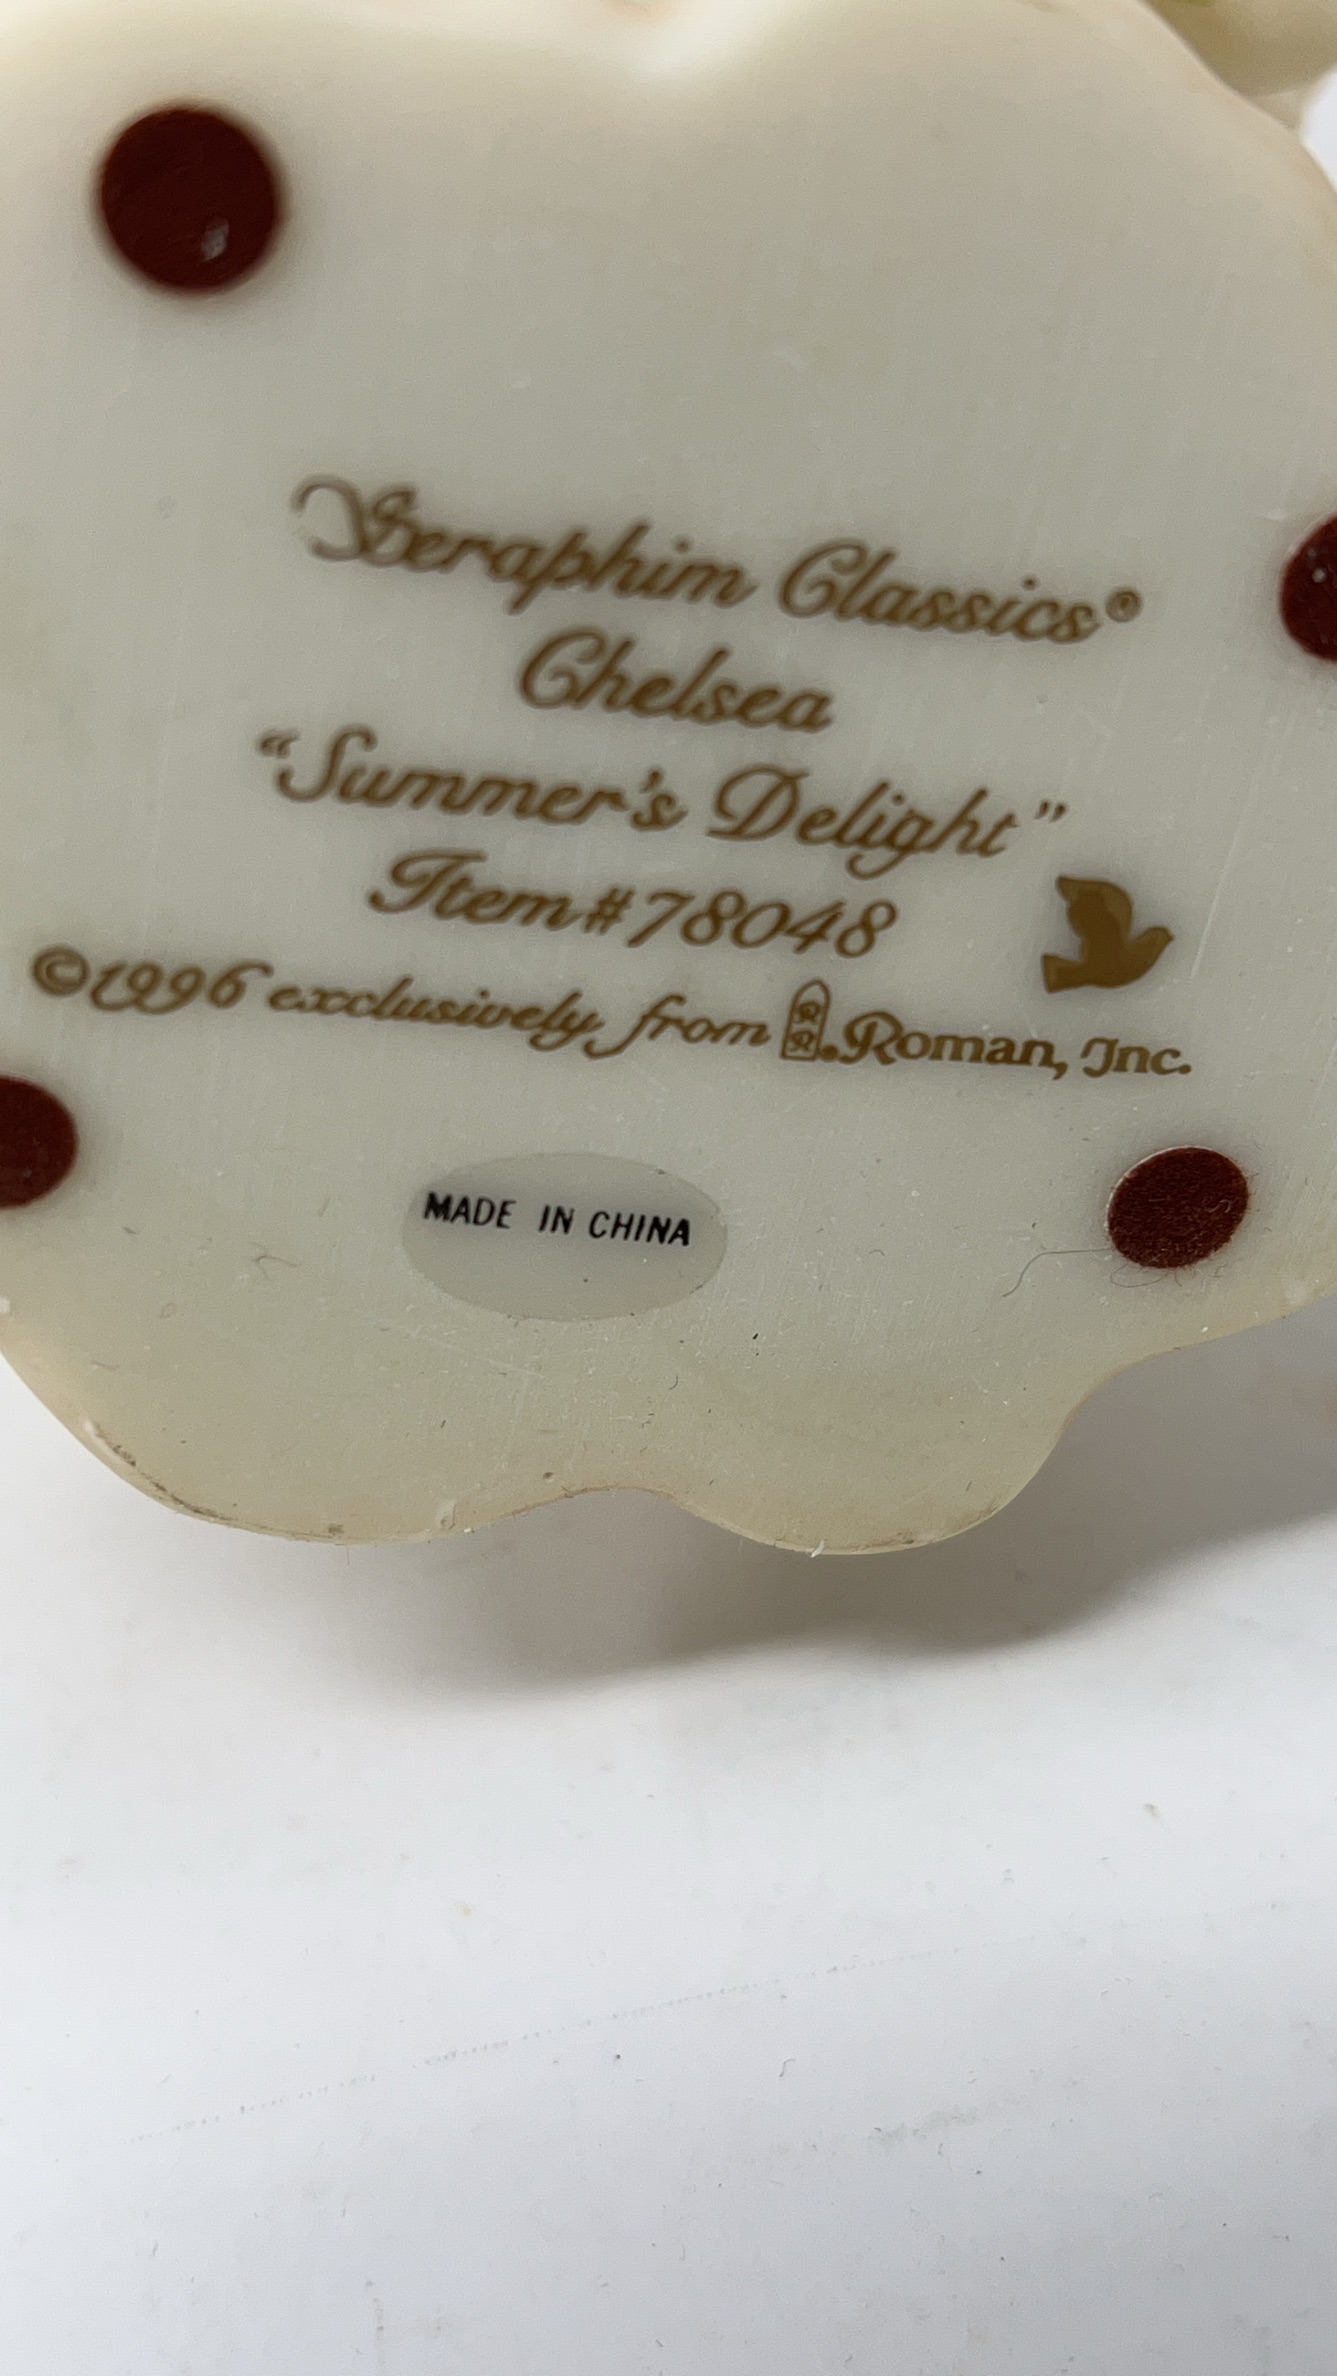 Seraphim Classics®
Chelsea
"Summer's Delight"
Item#78048
©1996 exclusively from R R. Roman, Inc.
MADE IN CHINA